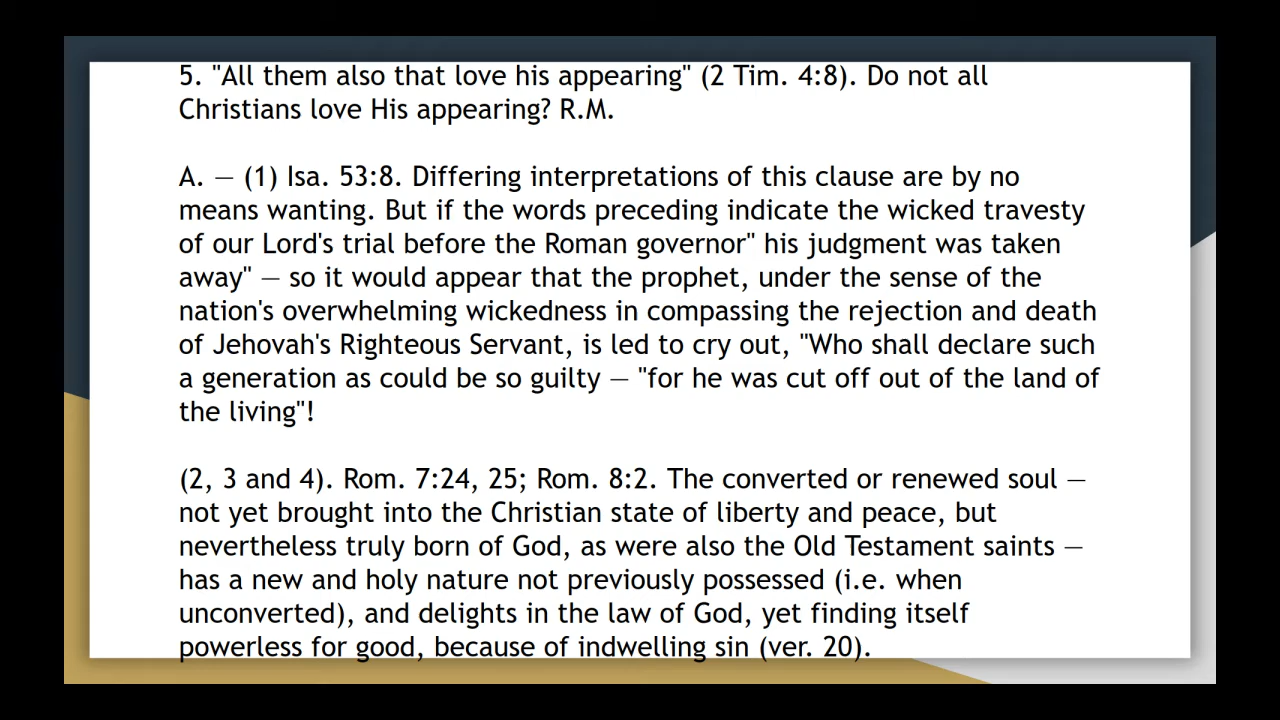 5. "All them also that love his appearing" (2 Tim. 4:8). Do not all
Christians love His appearing? R.M.
A. — (1) Isa. 53:8. Differing interpretations of this clause are by no
means wanting. But if the words preceding indicate the wicked travesty
of our Lord's trial before the Roman governor" his judgment was taken
away" — so it would appear that the prophet, under the sense of the
nation's overwhelming wickedness in compassing the rejection and death
of Jehovah's Righteous Servant, is led to cry out, "Who shall declare such
a generation as could be so guilty — "for he was cut off out of the land of
the living"!
(2, 3 and 4). Rom. 7:24, 25; Rom. 8:2. The converted or renewed soul —
not yet brought into the Christian state of liberty and peace, but
nevertheless truly born of God, as were also the Old Testament saints —
has a new and holy nature not previously possessed (i.e. when
unconverted), and delights in the law of God, yet finding itself
powerless for good, because of indwelling sin (ver. 20).